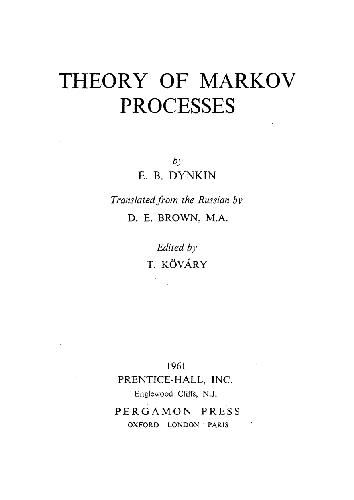 THEORY OF MARKOV
PROCESSES
by
E. B. DYNKIN
Translated from the Russian by
D. E. BROWN, M.A.
Edited by
T. KÖVÁRY
1961
PRENTICE-HALL, INC.
Englewood Cliffs, N.J.
PERGAMON PRESS
OXFORD LONDON PARIS